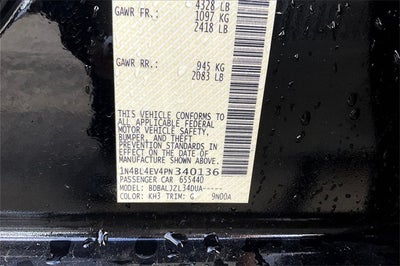 4328 LB
GAWR FR.: 1097 KG
2418 LB
GAWR RR.: 945 KG
2083 LB
THIS VEHICLE CONFORMS TO
ALL APPLICABLE FEDERAL
MOTOR VEHICLE SAFETY,
BUMPER, AND THEFT
PREVENTION STANDARDS IN
EFFECT ON THE DATE OF
MANUFACTURE SHOWN ABOVE.
1N4BL4EV4PN340136
PASSENGER CAR 655440
MODEL: BDBALJZL34DUA-----
COLOR: KH3 TRIM: G 9N00A